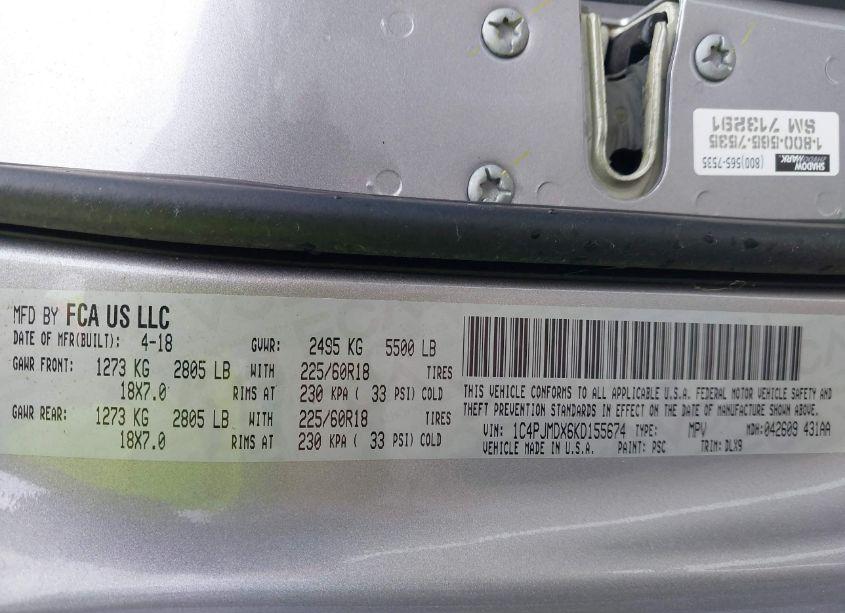 SHADOW
MARK
(800)565-7535
1-800-565-7535
SM 713291
MFD BY FCA US LLC
DATE OF MFR(BUILT): 4-18 GVWR: 2495 KG 5500 LB
GAWR FRONT: 1273 KG 2805 LB WITH 225/60R18 TIRES
18X7.0 RIMS AT 230 KPA ( 33 PSI) COLD
GAWR REAR: 1273 KG 2805 LB WITH 225/60R18 TIRES
18X7.0 RIMS AT 230 KPA ( 33 PSI) COLD
THIS VEHICLE CONFORMS TO ALL APPLICABLE U.S.A. FEDERAL MOTOR VEHICLE SAFETY AND
THEFT PREVENTION STANDARDS IN EFFECT ON THE DATE OF MANUFACTURE SHOWN ABOVE.
VIN: 1C4PJMDX6KD155674 TYPE: MPV MDH: 042609 431AA
VEHICLE MADE IN U.S.A. PAINT: PSC TRIM: DLX9